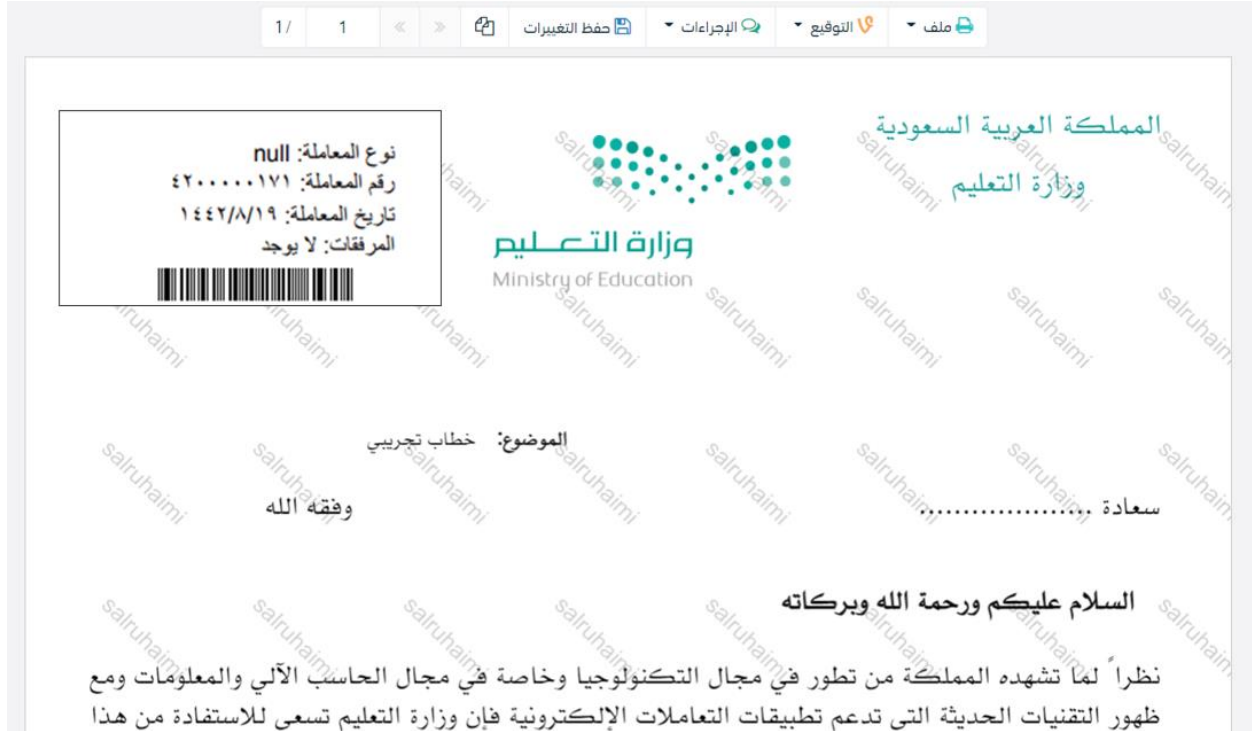 ملف التوقيع الإجراءات حفظ التغييرات 1 /1
المملكة العربية السعودية
وزارة التعليم
وزارة التعـــليم
Ministry of Education
نوع المعاملة: null
رقم المعاملة: ٤٢٠٠٠٠٠٠١٧١
تاريخ المعاملة: ١٤٤٢/٨/١٩
المرفقات: لا يوجد
الموضوع: خطاب تجريبي
سعادة ..................... وفقه الله
السلام عليكم ورحمة الله وبركاته
نظراً لما تشهده المملكة من تطور في مجال التكنولوجيا وخاصة في مجال الحاسب الآلي والمعلومات ومع
ظهور التقنيات الحديثة التي تدعم تطبيقات التعاملات الإلكترونية فإن وزارة التعليم تسعى للاستفادة من هذا
salruhaimi